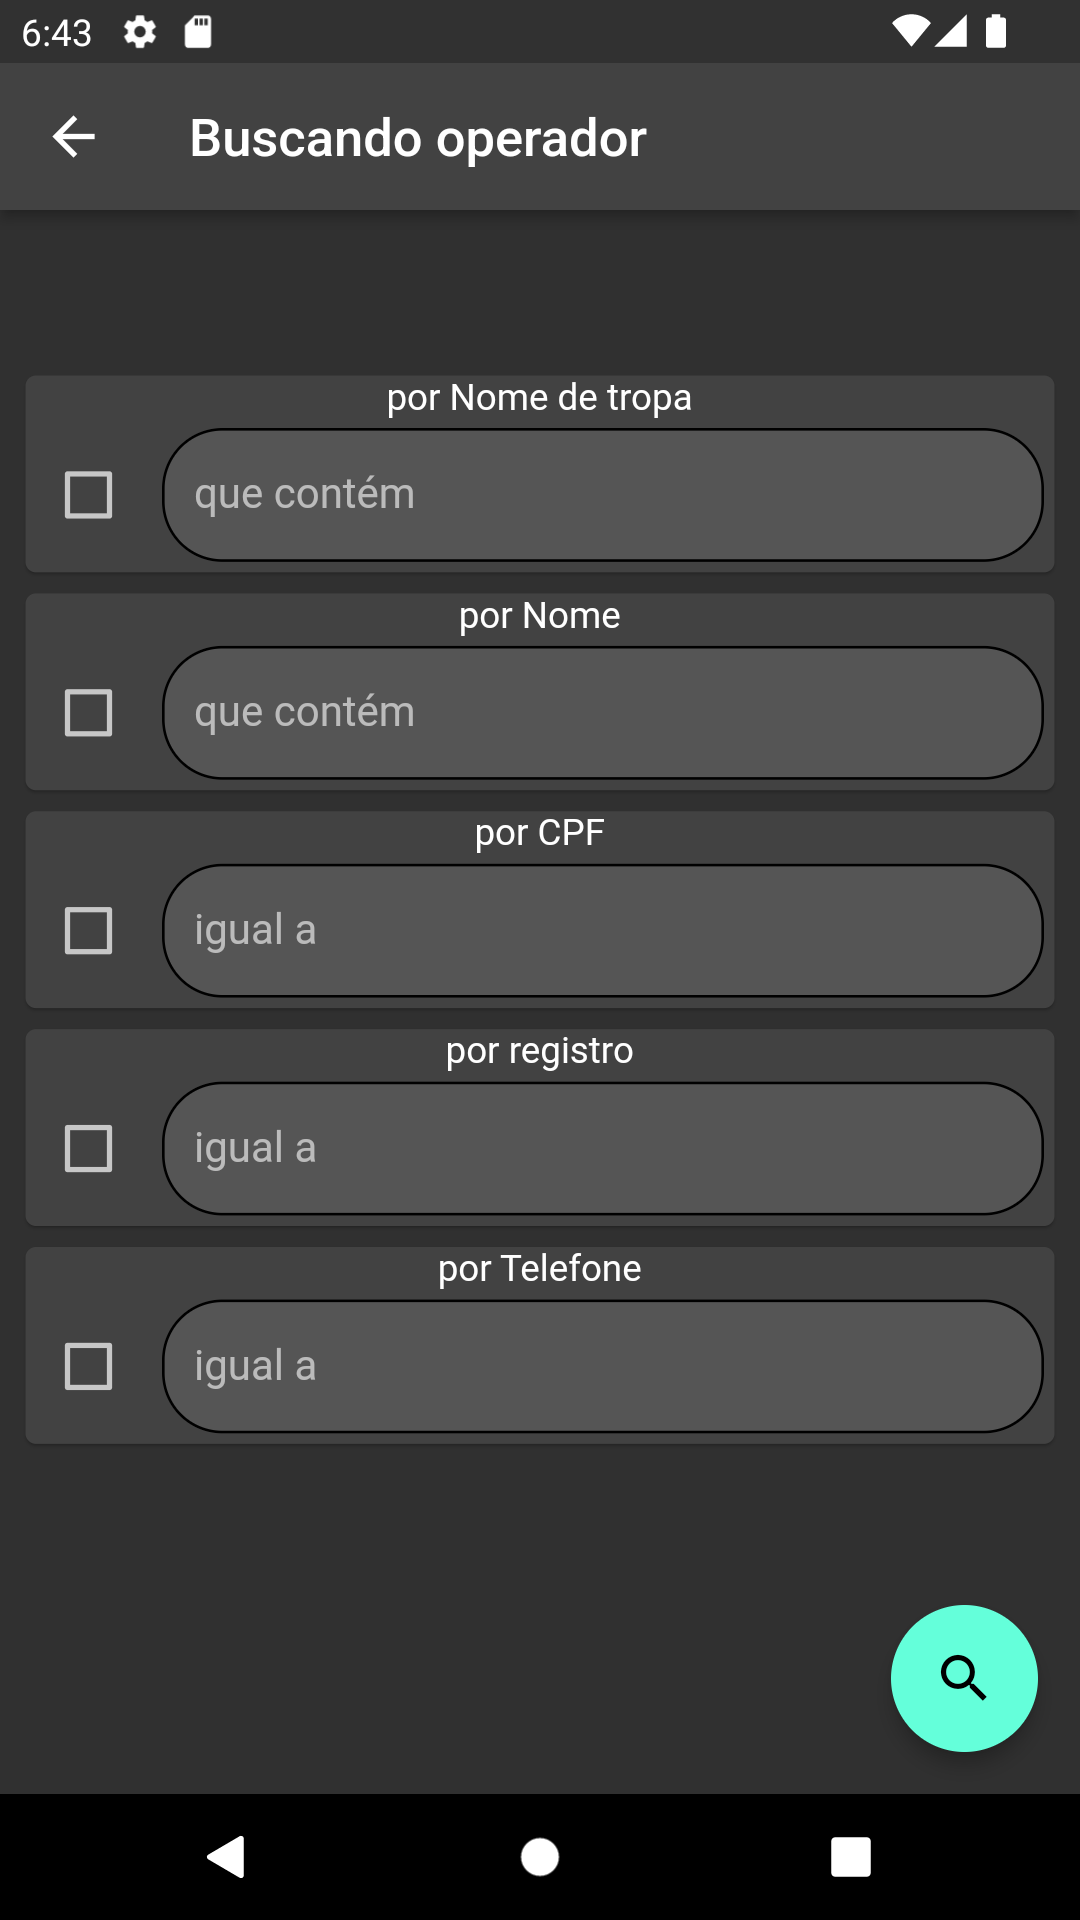 6:43
Buscando operador
por Nome de tropa
que contém
por Nome
que contém
por CPF
igual a
por registro
igual a
por Telefone
igual a